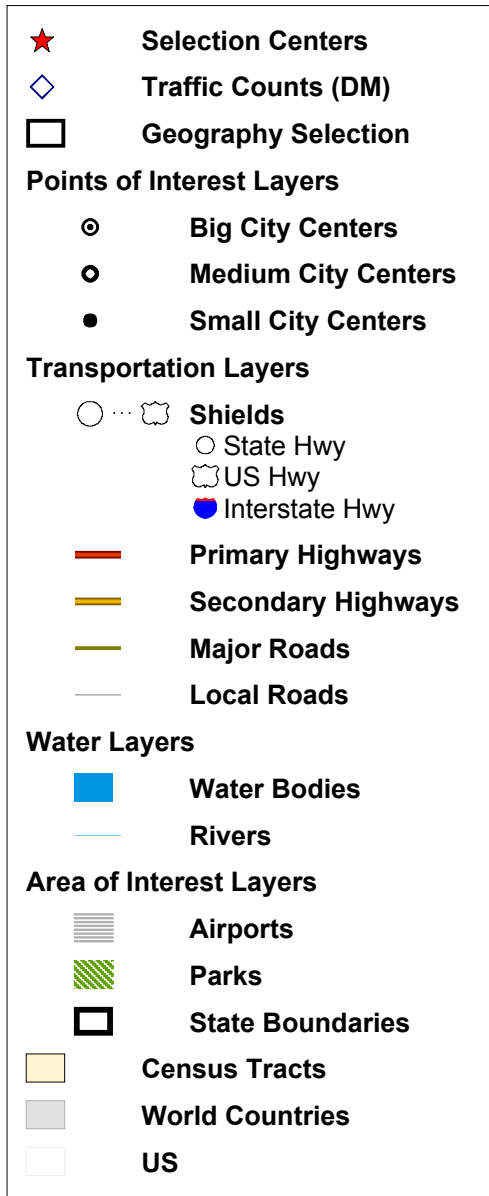 Selection Centers
Traffic Counts (DM)
Geography Selection
Points of Interest Layers
Big City Centers
Medium City Centers
Small City Centers
Transportation Layers
Shields
State Hwy
US Hwy
Interstate Hwy
Primary Highways
Secondary Highways
Major Roads
Local Roads
Water Layers
Water Bodies
Rivers
Area of Interest Layers
Airports
Parks
State Boundaries
Census Tracts
World Countries
US